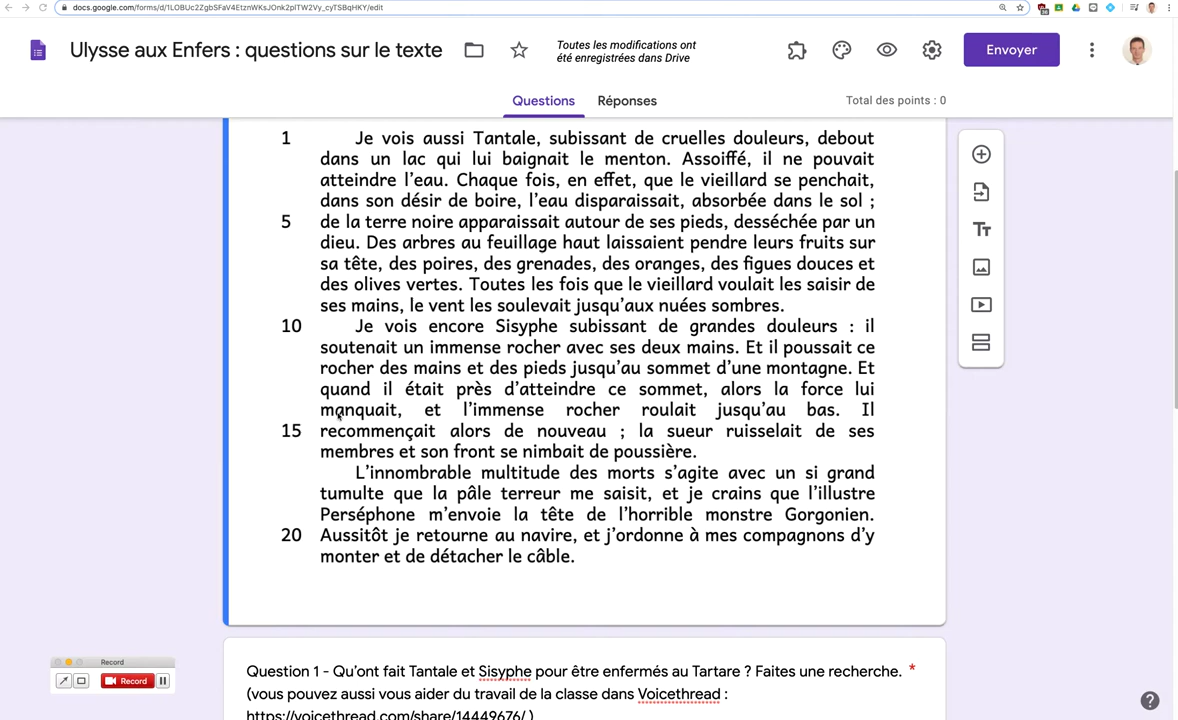 docs.google.com/forms/d/1LOBUc2ZgbSFaV4EtznWKsJOnk2pITW2Vy_cyTSBqHKY/edit
Ulysse aux Enfers : questions sur le texte
Toutes les modifications ont
été enregistrées dans Drive
Envoyer
Questions
Réponses
Total des points : 0
1 Je vois aussi Tantale, subissant de cruelles douleurs, debout
dans un lac qui lui baignait le menton. Assoiffé, il ne pouvait
atteindre l'eau. Chaque fois, en effet, que le vieillard se penchait,
dans son désir de boire, l'eau disparaissait, absorbée dans le sol ;
5 de la terre noire apparaissait autour de ses pieds, desséchée par un
dieu. Des arbres au feuillage haut laissaient pendre leurs fruits sur
sa tête, des poires, des grenades, des oranges, des figues douces et
des olives vertes. Toutes les fois que le vieillard voulait les saisir de
ses mains, le vent les soulevait jusqu'aux nuées sombres.
10 Je vois encore Sisyphe subissant de grandes douleurs : il
soutenait un immense rocher avec ses deux mains. Et il poussait ce
rocher des mains et des pieds jusqu'au sommet d'une montagne. Et
quand il était près d'atteindre ce sommet, alors la force lui
manquait, et l'immense rocher roulait jusqu'au bas. Il
15 recommençait alors de nouveau ; la sueur ruisselait de ses
membres et son front se nimbait de poussière.
L'innombrable multitude des morts s'agite avec un si grand
tumulte que la pâle terreur me saisit, et je crains que l'illustre
Perséphone m'envoie la tête de l'horrible monstre Gorgonien.
20 Aussitôt je retourne au navire, et j'ordonne à mes compagnons d'y
monter et de détacher le câble.
Record
Record
Question 1 - Qu'ont fait Tantale et Sisyphe pour être enfermés au Tartare ? Faites une recherche. *
(vous pouvez aussi vous aider du travail de la classe dans Voicethread :
https://voicethread.com/share/14449676/ )